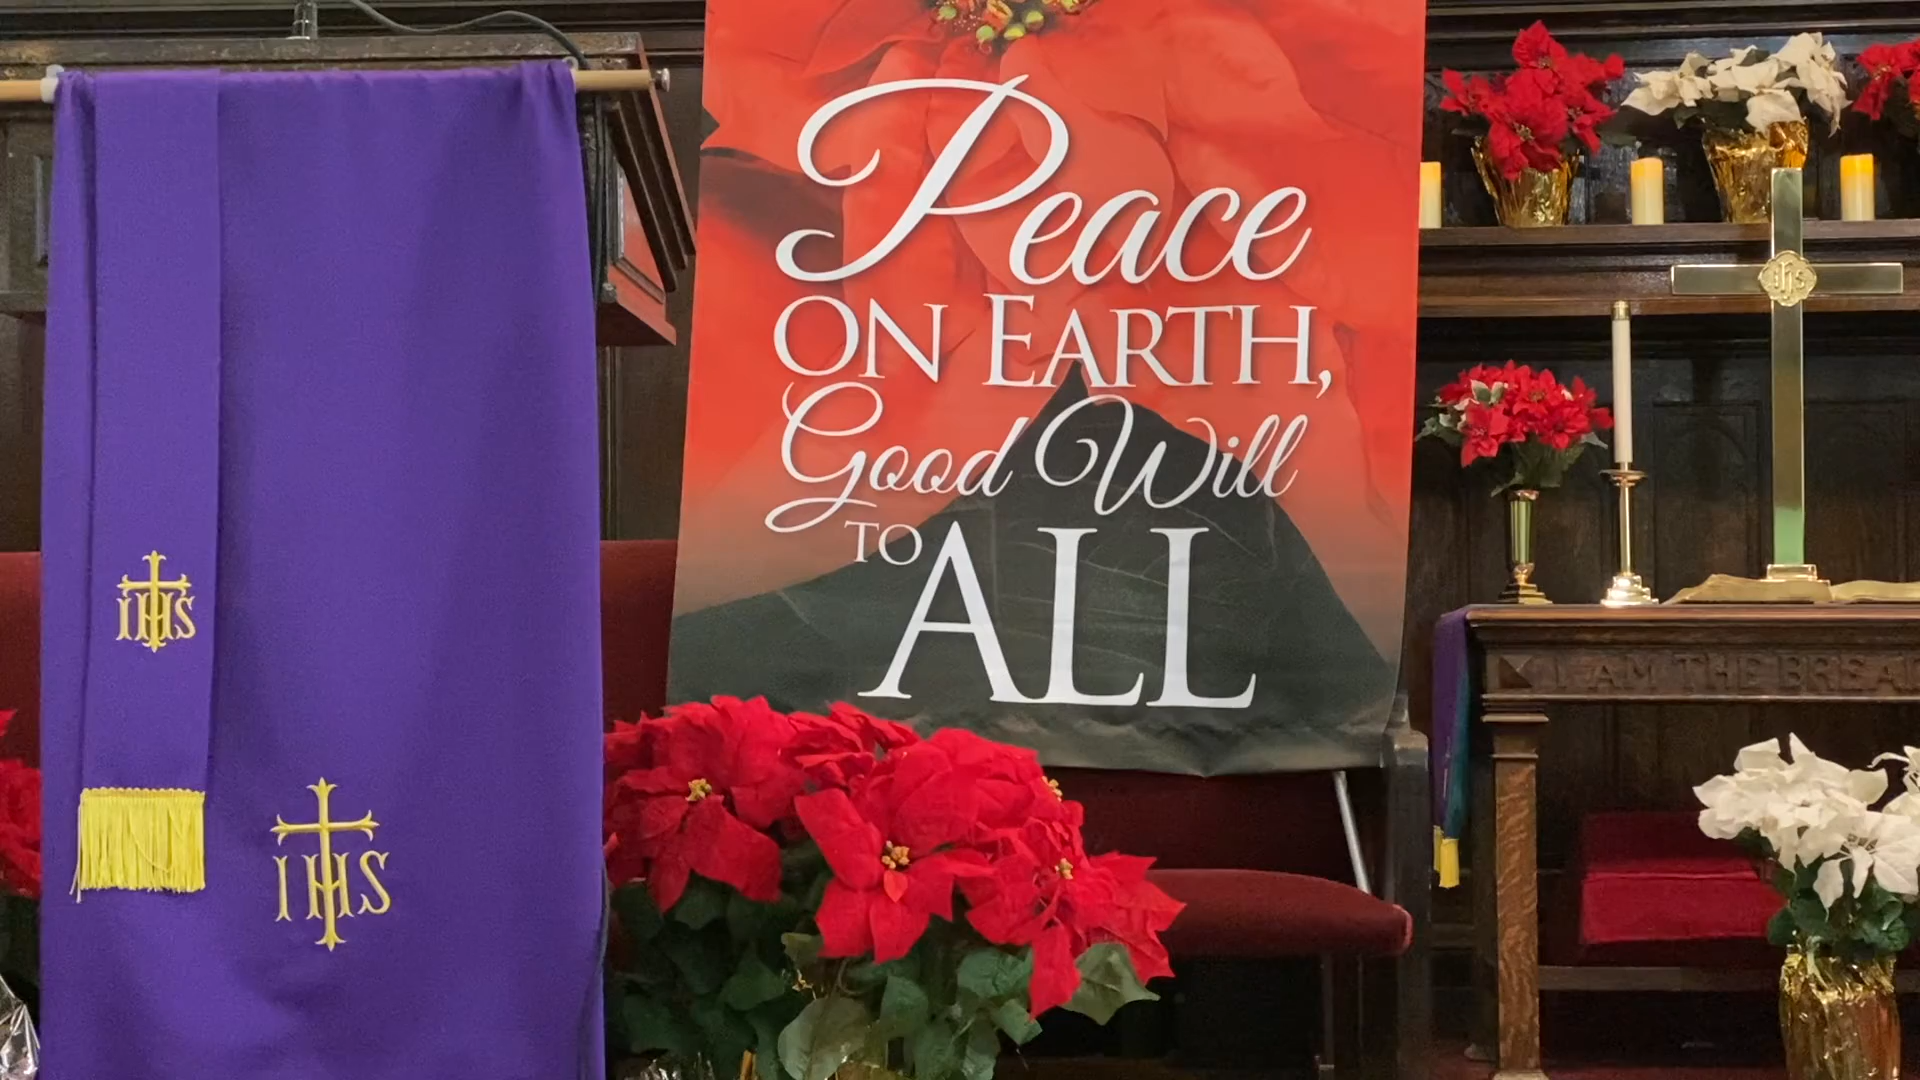 Peace
ON EARTH,
Good Will
TO ALL
IHS
IHS
IHS
I AM THE BREA